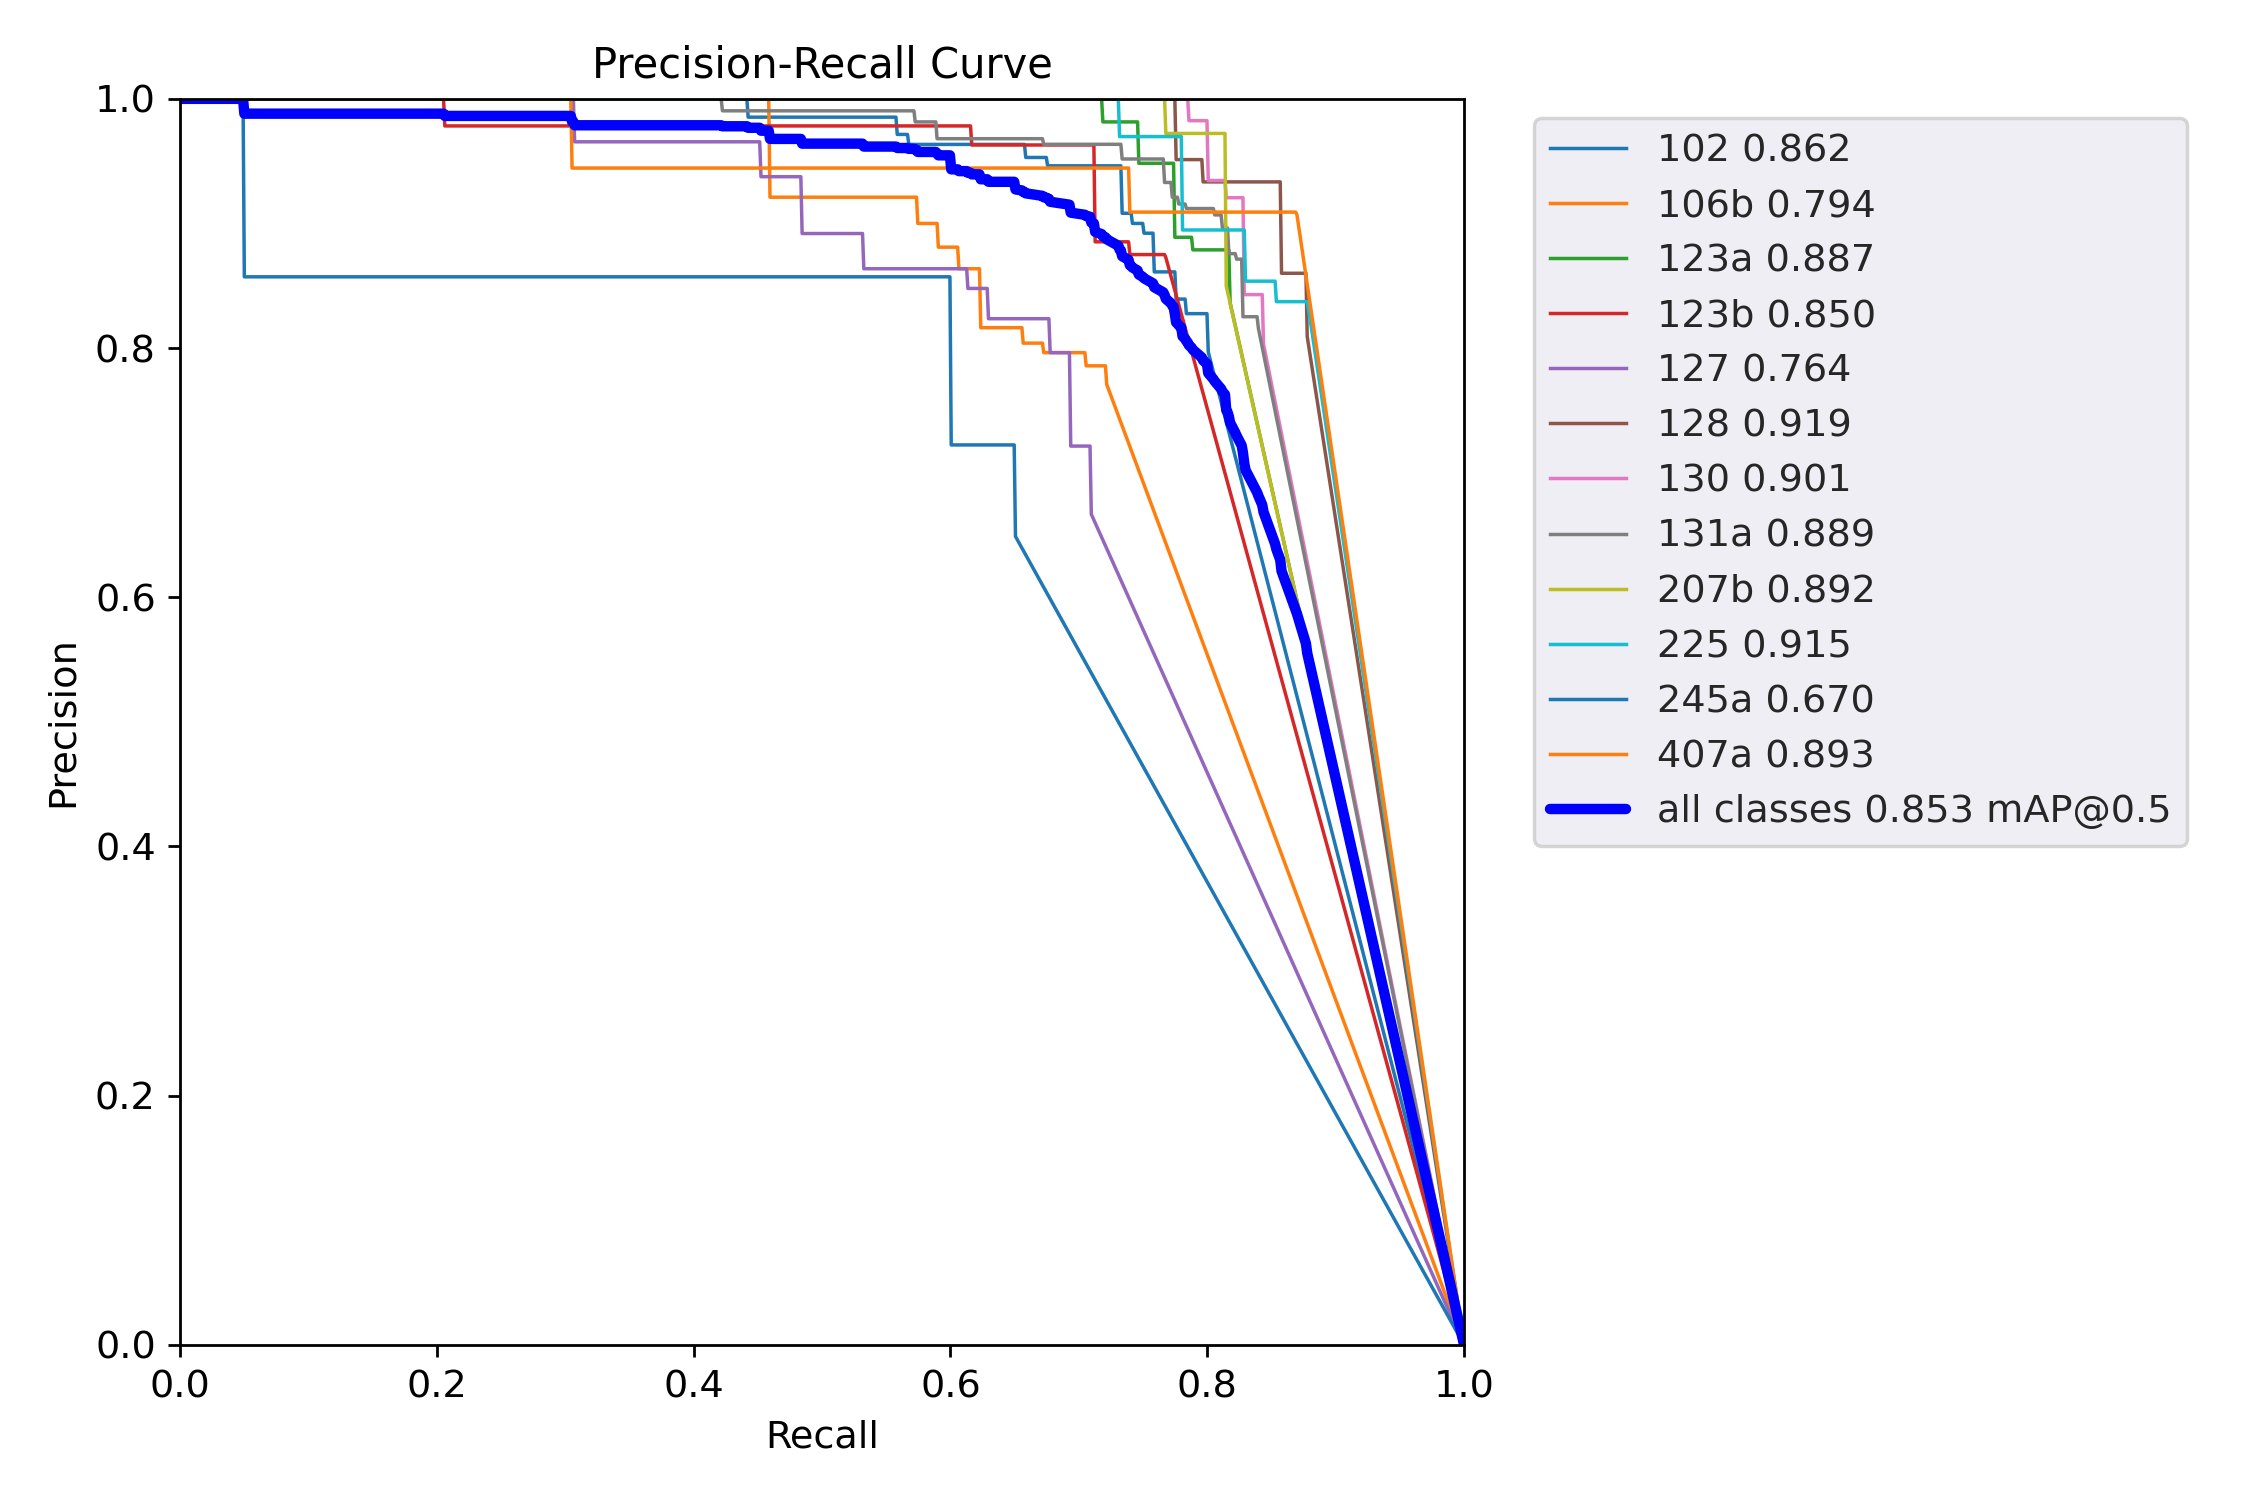 Precision-Recall Curve
1.0
0.8
0.6
0.4
0.2
0.0
Precision
0.0 0.2 0.4 0.6 0.8 1.0
Recall
102 0.862
106b 0.794
123a 0.887
123b 0.850
127 0.764
128 0.919
130 0.901
131a 0.889
207b 0.892
225 0.915
245a 0.670
407a 0.893
all classes 0.853 mAP@0.5